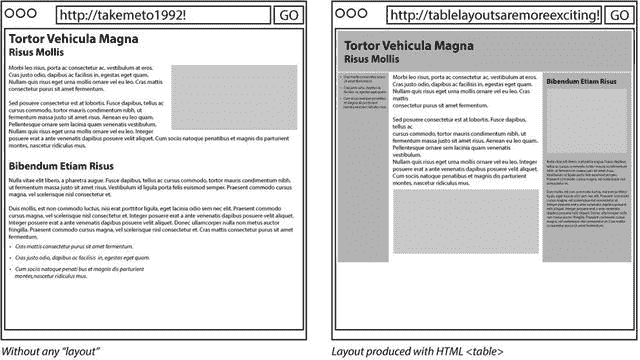 http://takemeto1992!
GO
Tortor Vehicula Magna
Risus Mollis
Morbi leo risus, porta ac consectetur ac, vestibulum at eros.
Cras justo odio, dapibus ac facilisis in, egestas eget quam.
Nullam quis risus eget urna mollis ornare vel eu leo. Cras mattis
consectetur purus sit amet fermentum.
Sed posuere consectetur est at lobortis. Fusce dapibus, tellus ac
cursus commodo, tortor mauris condimentum nibh, ut
fermentum massa justo sit amet risus. Aenean eu leo quam.
Pellentesque ornare sem lacinia quam venenatis vestibulum.
Nullam quis risus eget urna mollis ornare vel eu leo. Integer
posuere erat a ante venenatis dapibus posuere velit aliquet. Cum sociis natoque penatibus et magnis dis parturient
montes, nascetur ridiculus mus.
Bibendum Etiam Risus
Nulla vitae elit libero, a pharetra augue. Fusce dapibus, tellus ac cursus commodo, tortor mauris condimentum nibh,
ut fermentum massa justo sit amet risus. Vestibulum id ligula porta felis euismod semper. Praesent commodo cursus
magna, vel scelerisque nisl consectetur et.
Duis mollis, est non commodo luctus, nisi erat porttitor ligula, eget lacinia odio sem nec elit. Praesent commodo
cursus magna, vel scelerisque nisl consectetur et. Integer posuere erat a ante venenatis dapibus posuere velit aliquet.
Integer posuere erat a ante venenatis dapibus posuere velit aliquet. Donec ullamcorper nulla non metus auctor
fringilla. Praesent commodo cursus magna, vel scelerisque nisl consectetur et. Cras mattis consectetur purus sit amet
fermentum.
• Cras mattis consectetur purus sit amet fermentum.
• Cras justo odio, dapibus ac facilisis in, egestas eget quam.
• Cum sociis natoque penatibus et magnis dis parturient
montes, nascetur ridiculus mus.
Without any “layout”
http://tablelayoutsaremoreexciting!
GO
Tortor Vehicula Magna
Risus Mollis
Morbi leo risus, porta ac consectetur ac, vestibulum at eros.
Cras justo odio, dapibus ac facilisis in, egestas eget quam.
Nullam quis risus eget urna mollis ornare vel eu leo. Cras
mattis
consectetur purus sit amet fermentum.
Sed posuere consectetur est at lobortis. Fusce dapibus,
tellus ac
cursus commodo, tortor mauris condimentum nibh, ut
fermentum massa justo sit amet risus. Aenean eu leo quam.
Pellentesque ornare sem lacinia quam venenatis
vestibulum.
Nullam quis risus eget urna mollis ornare vel eu leo. Integer
posuere erat a ante venenatis dapibus posuere velit aliquet.
Cum sociis natoque penatibus et magnis dis parturient
montes, nascetur ridiculus mus.
Bibendum Etiam Risus
Layout produced with HTML <table>